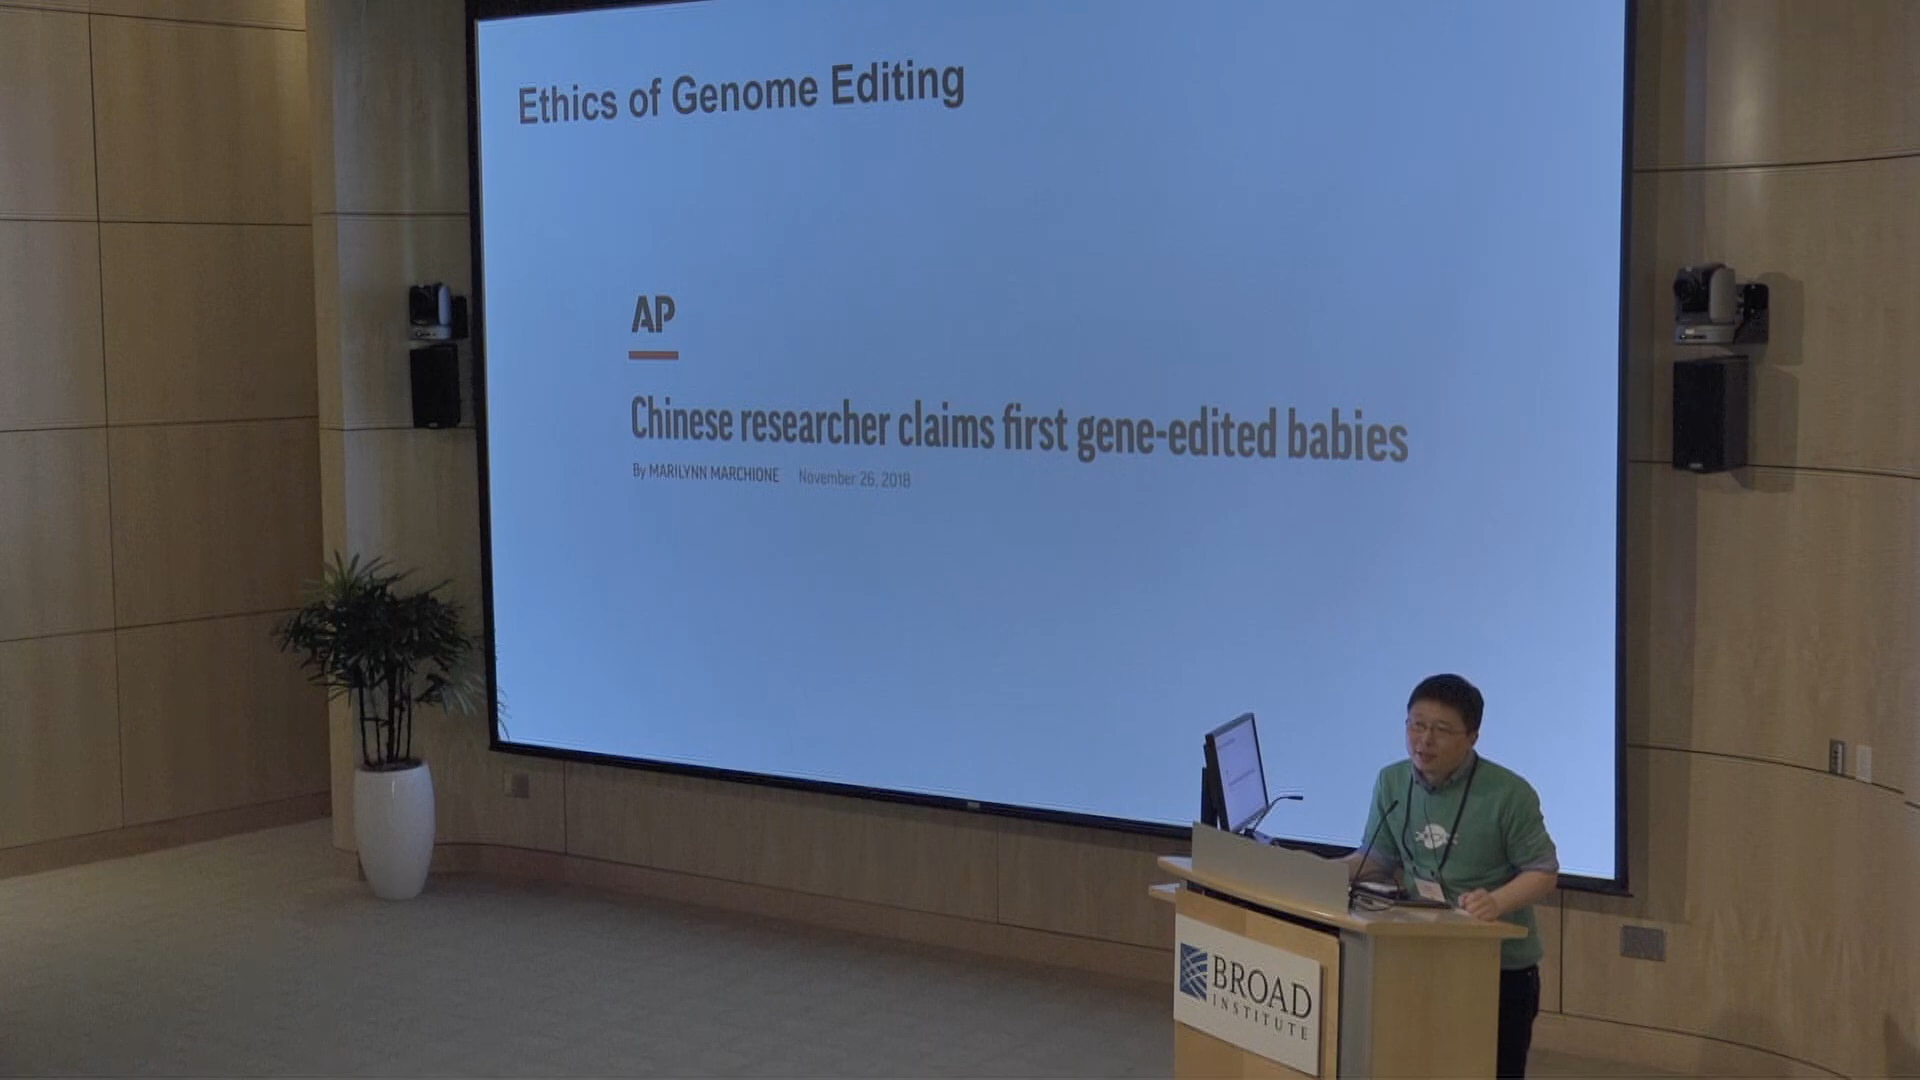 Ethics of Genome Editing
AP
Chinese researcher claims first gene-edited babies
By MARILYNN MARCHIONE November 26, 2018
BROAD
INSTITUTE